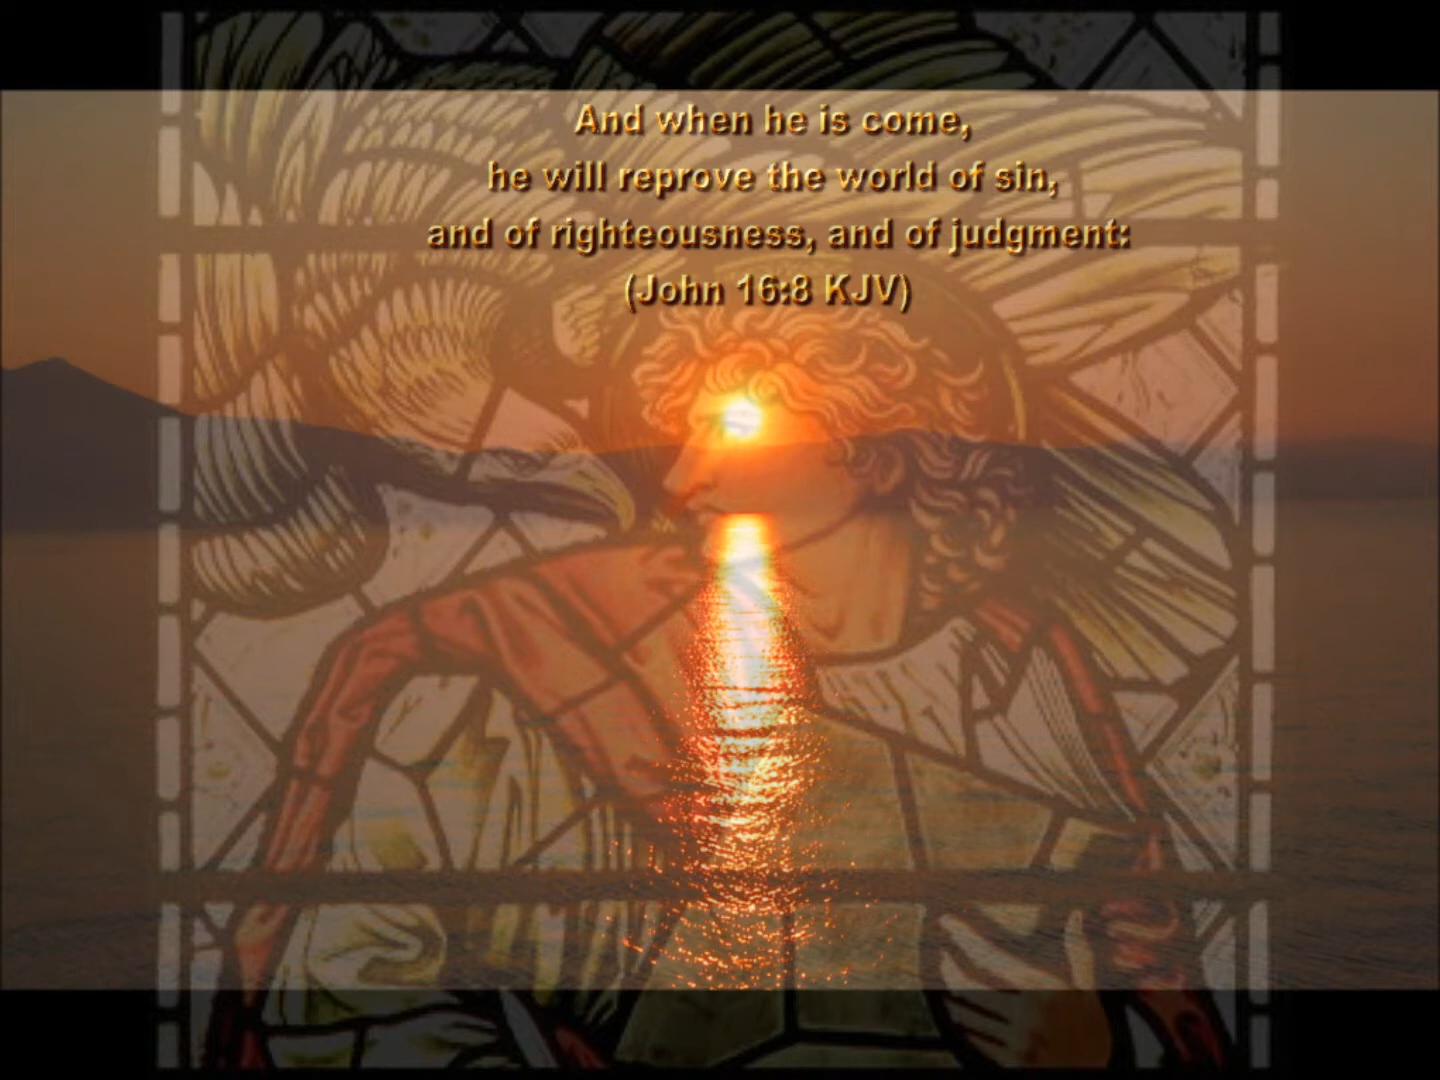 And when he is come,
he will reprove the world of sin,
and of righteousness, and of judgment:
(John 16:8 KJV)